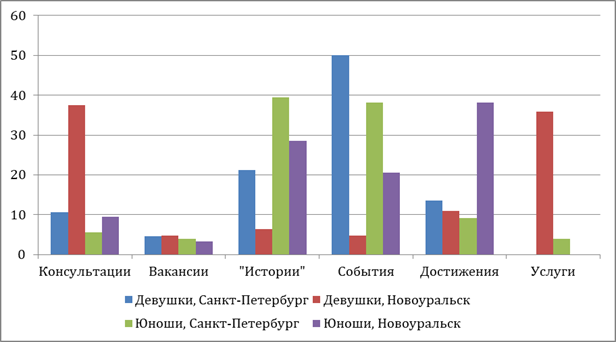 60
50
40
30
20
10
0
Консультации Вакансии "Истории" События Достижения Услуги
Девушки, Санкт-Петербург Девушки, Новоуральск
Юноши, Санкт-Петербург Юноши, Новоуральск